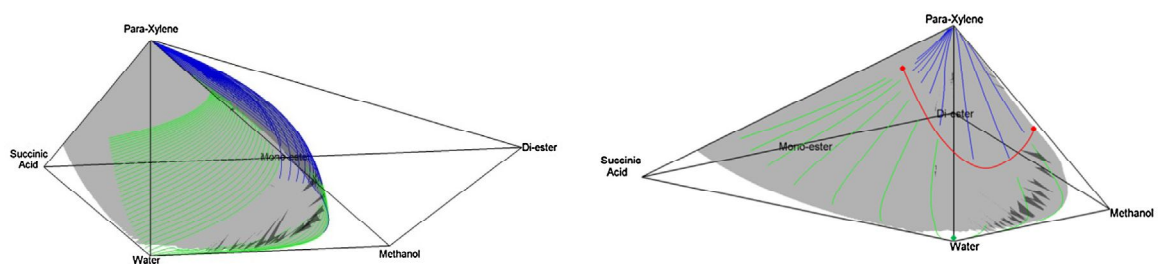 Para-Xylene
Succinic
Acid
Mono-ester
Di-ester
Methanol
Water
Para-Xylene
Di-ester
Mono-ester
Succinic
Acid
Methanol
Water